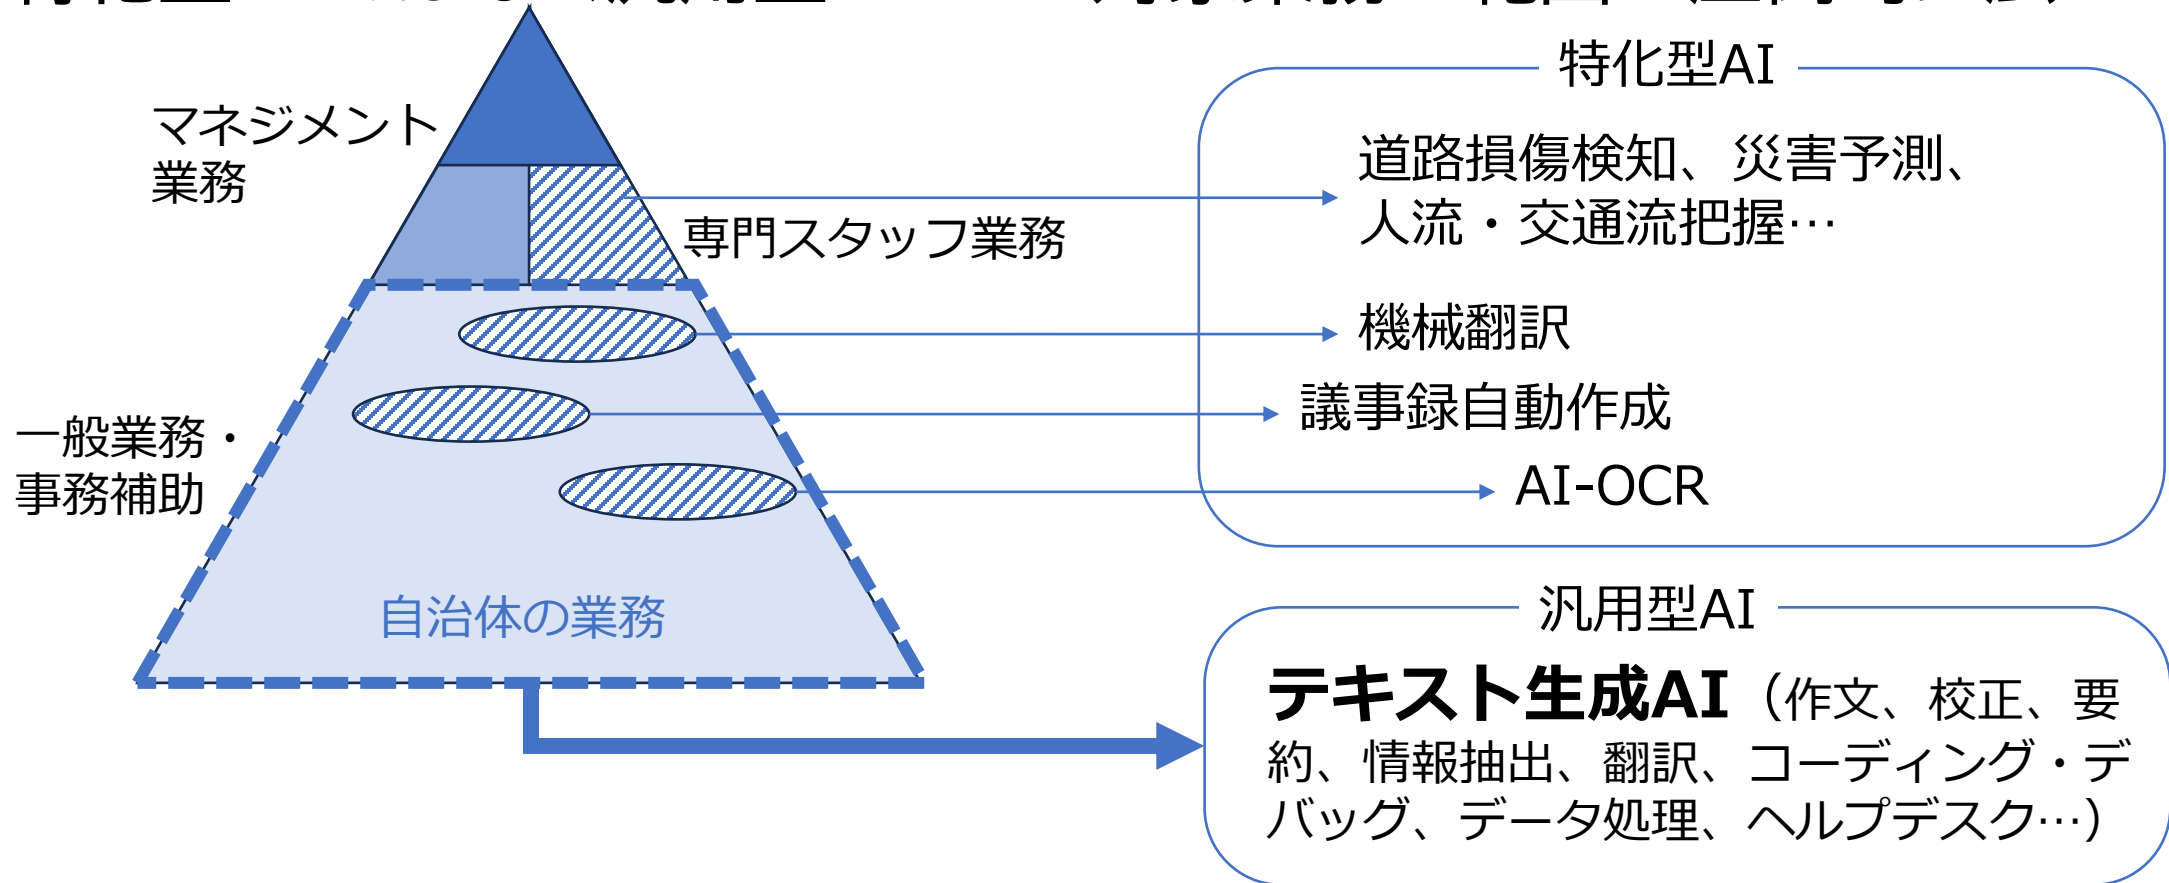 特化型AI
マネジメント
業務
道路損傷検知、災害予測、
人流・交通流把握…
専門スタッフ業務
機械翻訳
議事録自動作成
一般業務・
事務補助
AI-OCR
自治体の業務
汎用型AI
テキスト生成AI（作文、校正、要
約、情報抽出、翻訳、コーディング・デ
バッグ、データ処理、ヘルプデスク…）